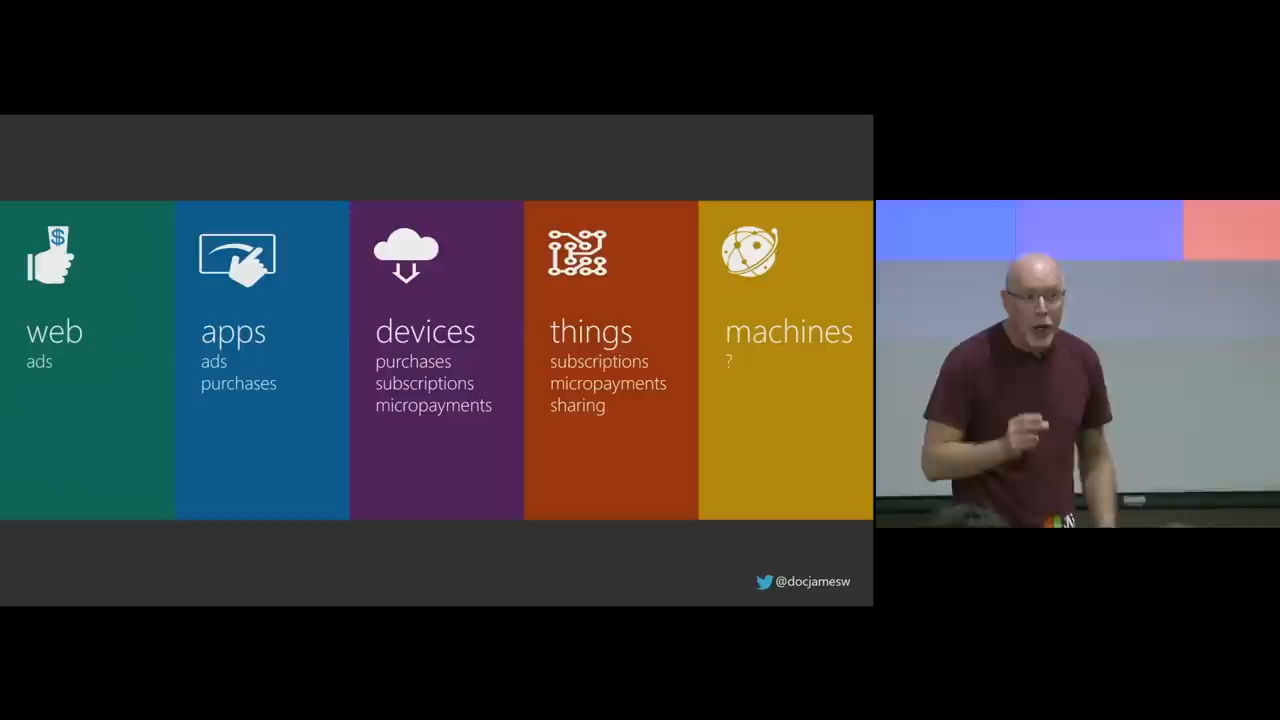 web
ads
apps
ads
purchases
devices
purchases
subscriptions
micropayments
things
subscriptions
micropayments
sharing
machines
?
@docjamesw